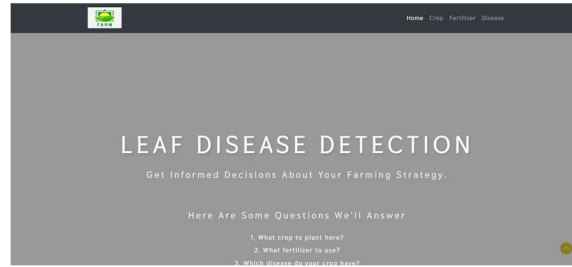 FARM
Home Crop Fertilizer Disease
LEAF DISEASE DETECTION
Get Informed Decisions About Your Farming Strategy.
Here Are Some Questions We'll Answer
1. What crop to plant here?
2. What fertilizer to use?
3. Which disease do your crop have?